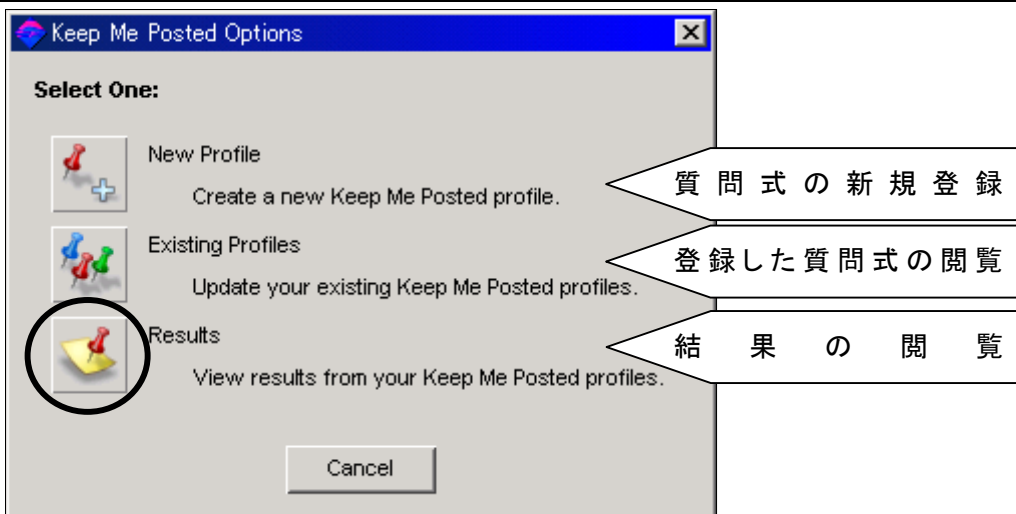 Keep Me Posted Options
Select One:
New Profile
Create a new Keep Me Posted profile.
質問式の新規登録
Existing Profiles
Update your existing Keep Me Posted profiles.
登録した質問式の閲覧
Results
View results from your Keep Me Posted profiles.
結果の閲覧
Cancel